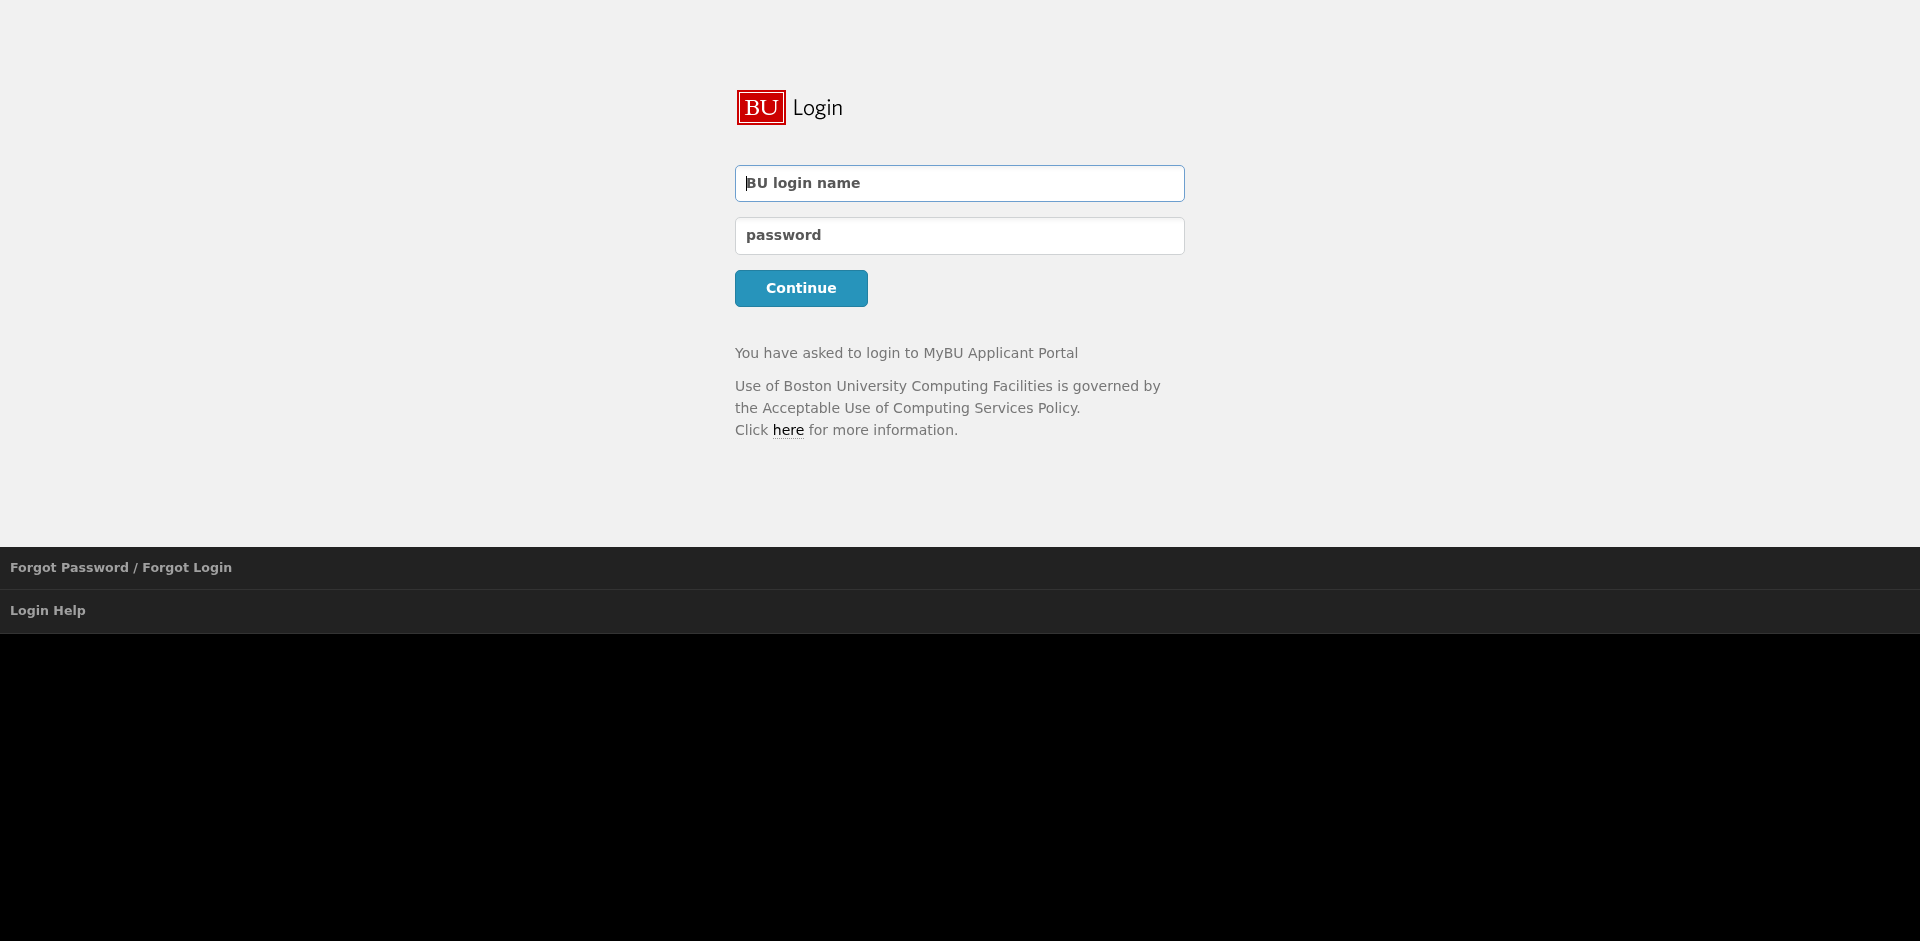 BU Login
BU login name
password
Continue
You have asked to login to MyBU Applicant Portal
Use of Boston University Computing Facilities is governed by
the Acceptable Use of Computing Services Policy.
Click here for more information.
Forgot Password / Forgot Login
Login Help